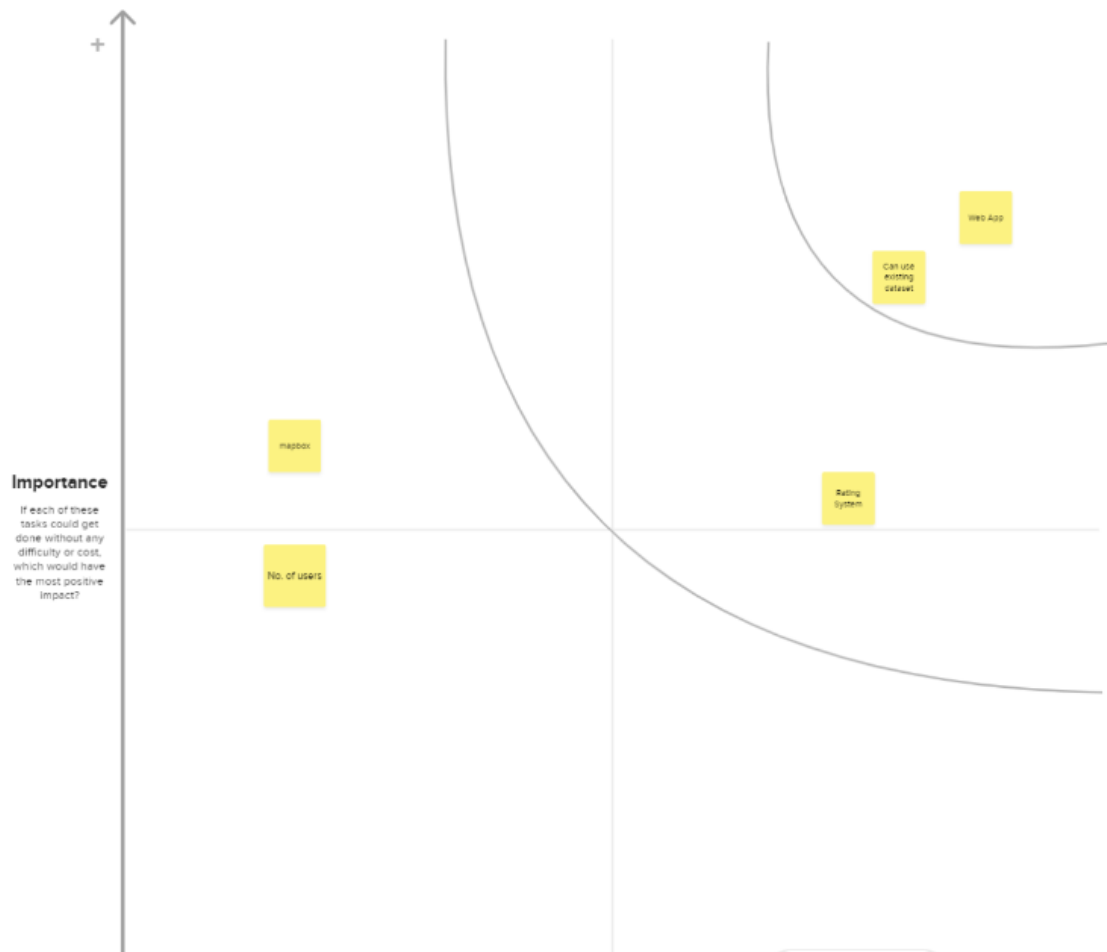 +
Web App
Can use
existing
dataset
mapbox
Importance
Rating
System
If each of these
tasks could get
done without any
difficulty or cost,
which would have
the most positive
impact?
No. of users